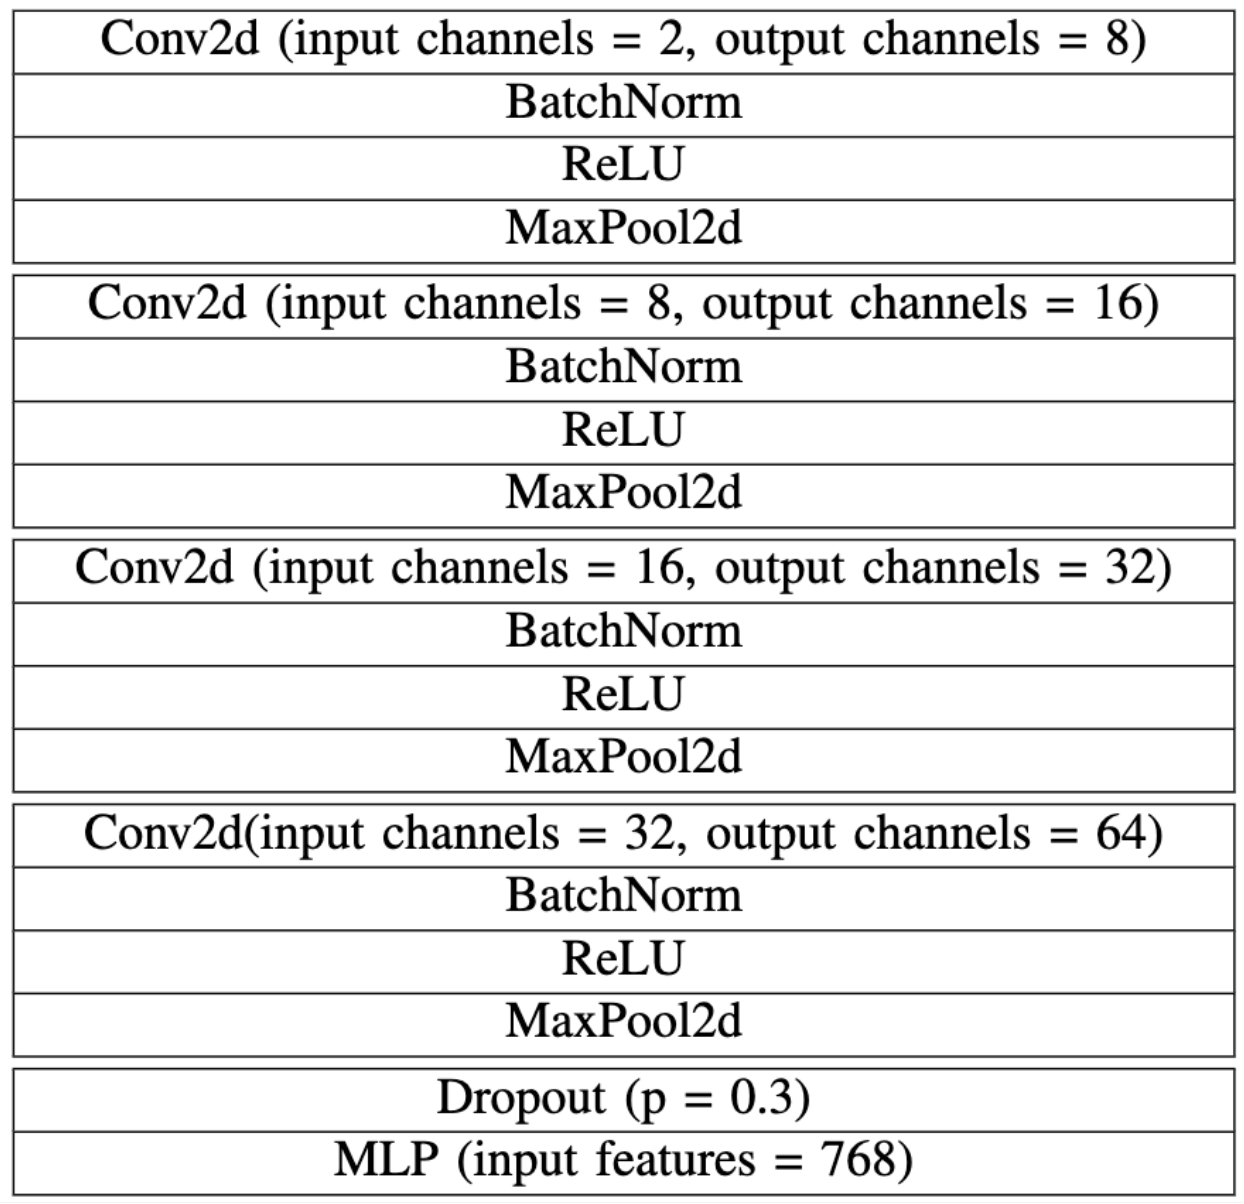 Conv2d (input channels = 2, output channels = 8)
BatchNorm
ReLU
MaxPool2d
Conv2d (input channels = 8, output channels = 16)
BatchNorm
ReLU
MaxPool2d
Conv2d (input channels = 16, output channels = 32)
BatchNorm
ReLU
MaxPool2d
Conv2d(input channels = 32, output channels = 64)
BatchNorm
ReLU
MaxPool2d
Dropout (p = 0.3)
MLP (input features = 768)